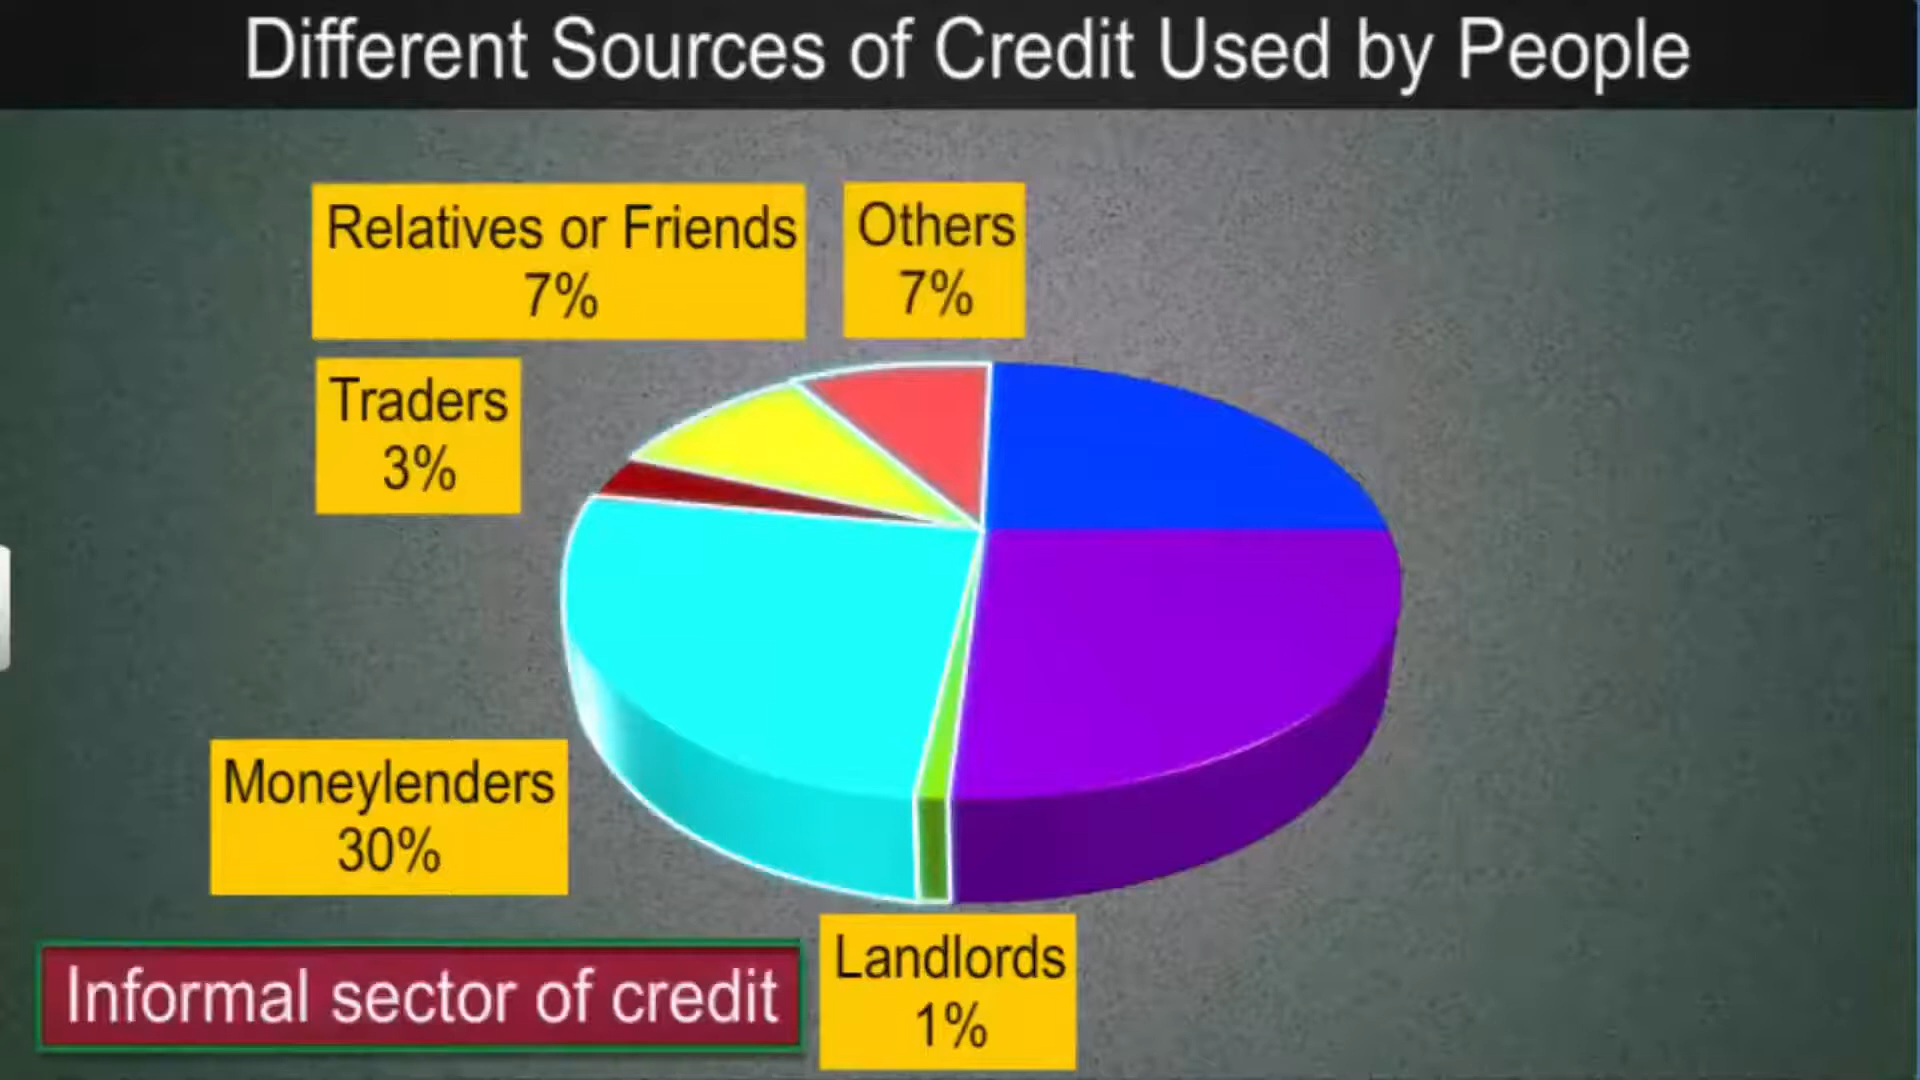 Different Sources of Credit Used by People
Relatives or Friends
7%
Others
7%
Traders
3%
Moneylenders
30%
Informal sector of credit
Landlords
1%